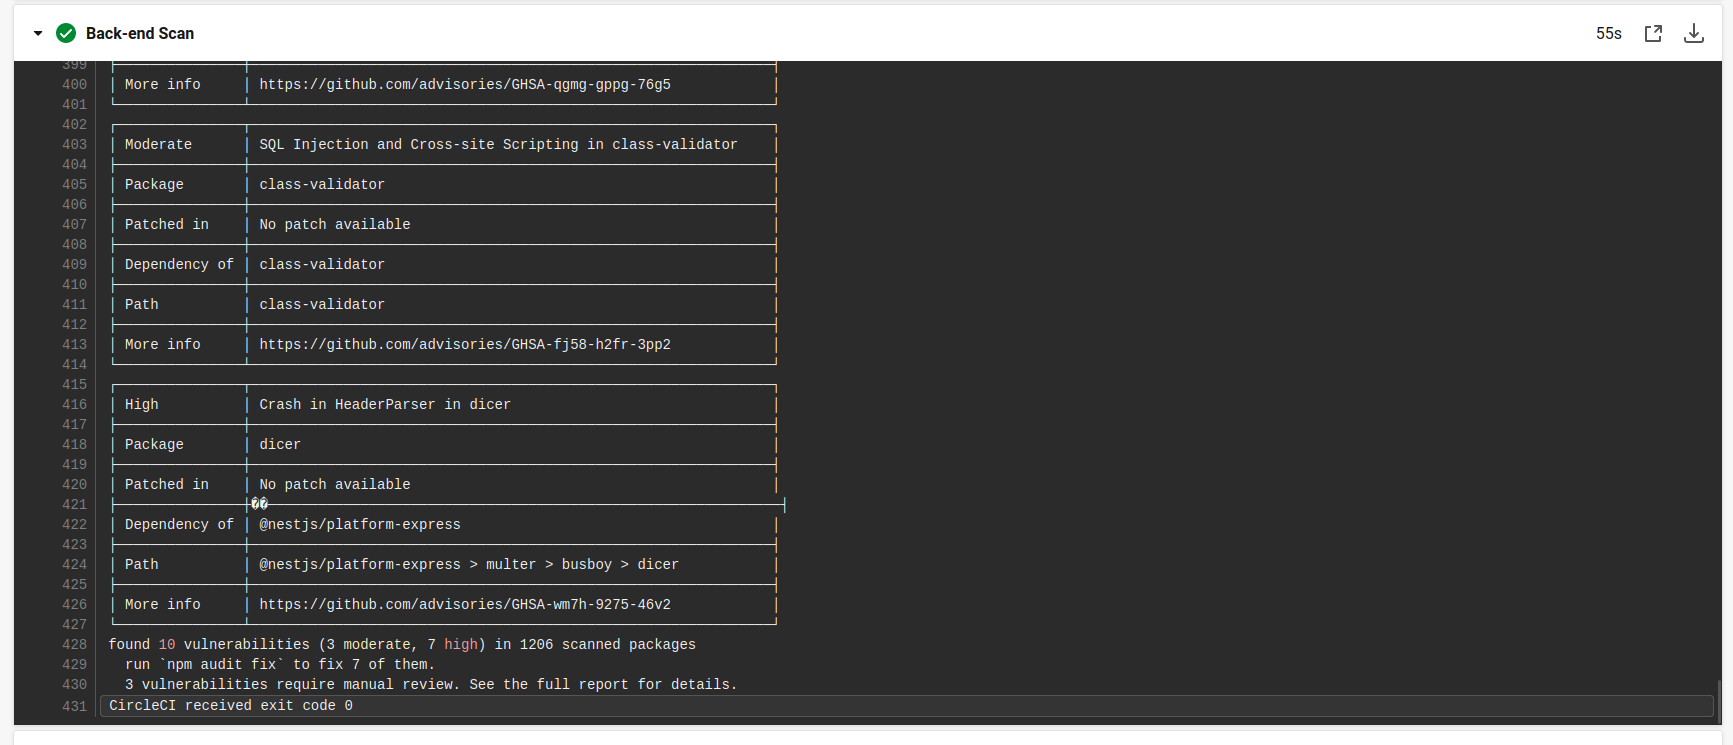 Back-end Scan 55s
399
400 More info https://github.com/advisories/GHSA-qgmg-gppg-76g5
401
402
403 Moderate SQL Injection and Cross-site Scripting in class-validator
404
405 Package class-validator
406
407 Patched in No patch available
408
409 Dependency of class-validator
410
411 Path class-validator
412
413 More info https://github.com/advisories/GHSA-fj58-h2fr-3pp2
414
415
416 High Crash in HeaderParser in dicer
417
418 Package dicer
419
420 Patched in No patch available
421 ��
422 Dependency of @nestjs/platform-express
423
424 Path @nestjs/platform-express > multer > busboy > dicer
425
426 More info https://github.com/advisories/GHSA-wm7h-9275-46v2
427
428 found 10 vulnerabilities (3 moderate, 7 high) in 1206 scanned packages
429 run `npm audit fix` to fix 7 of them.
430 3 vulnerabilities require manual review. See the full report for details.
431 CircleCI received exit code 0